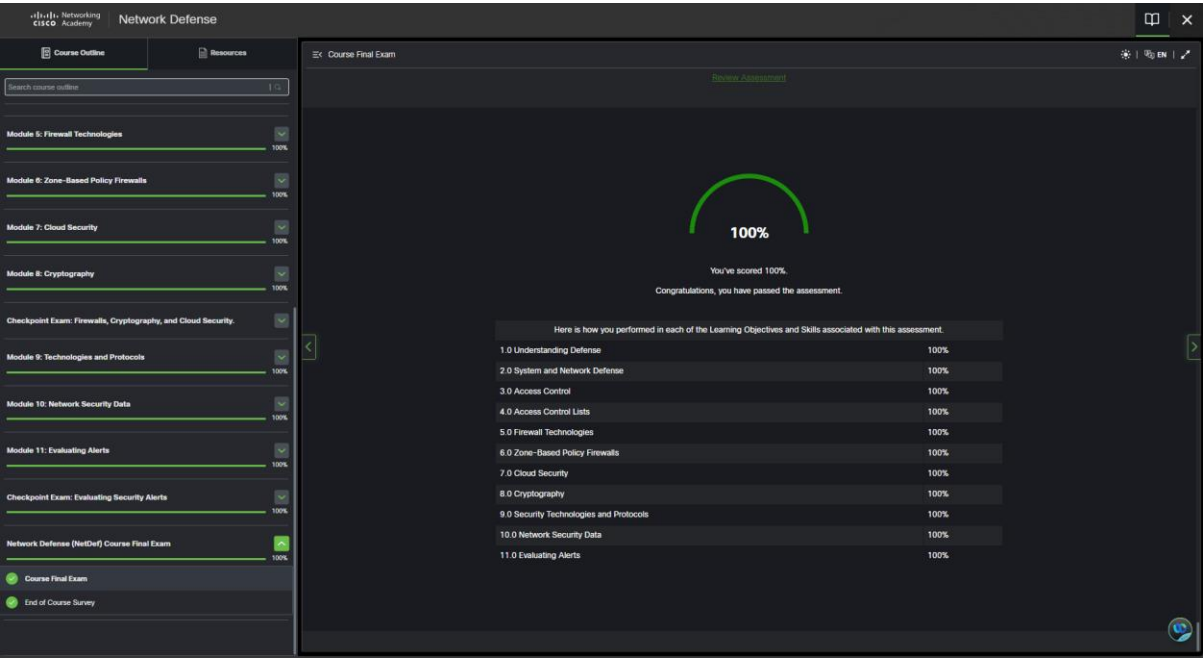 Networking
CISCO Academy
Network Defense
Course Outline
Resources
Search course outline
Module 5: Firewall Technologies
100%
Module 6: Zone-Based Policy Firewalls
100%
Module 7: Cloud Security
100%
Module 8: Cryptography
100%
Checkpoint Exam: Firewalls, Cryptography, and Cloud Security.
Module 9: Technologies and Protocols
100%
Module 10: Network Security Data
100%
Module 11: Evaluating Alerts
100%
Checkpoint Exam: Evaluating Security Alerts
100%
Network Defense (NetDef) Course Final Exam
100%
Course Final Exam
End of Course Survey
Course Final Exam
EN
Review Assessment
100%
You've scored 100%.
Congratulations, you have passed the assessment.
Here is how you performed in each of the Learning Objectives and Skills associated with this assessment.
1.0 Understanding Defense 100%
2.0 System and Network Defense 100%
3.0 Access Control 100%
4.0 Access Control Lists 100%
5.0 Firewall Technologies 100%
6.0 Zone-Based Policy Firewalls 100%
7.0 Cloud Security 100%
8.0 Cryptography 100%
9.0 Security Technologies and Protocols 100%
10.0 Network Security Data 100%
11.0 Evaluating Alerts 100%